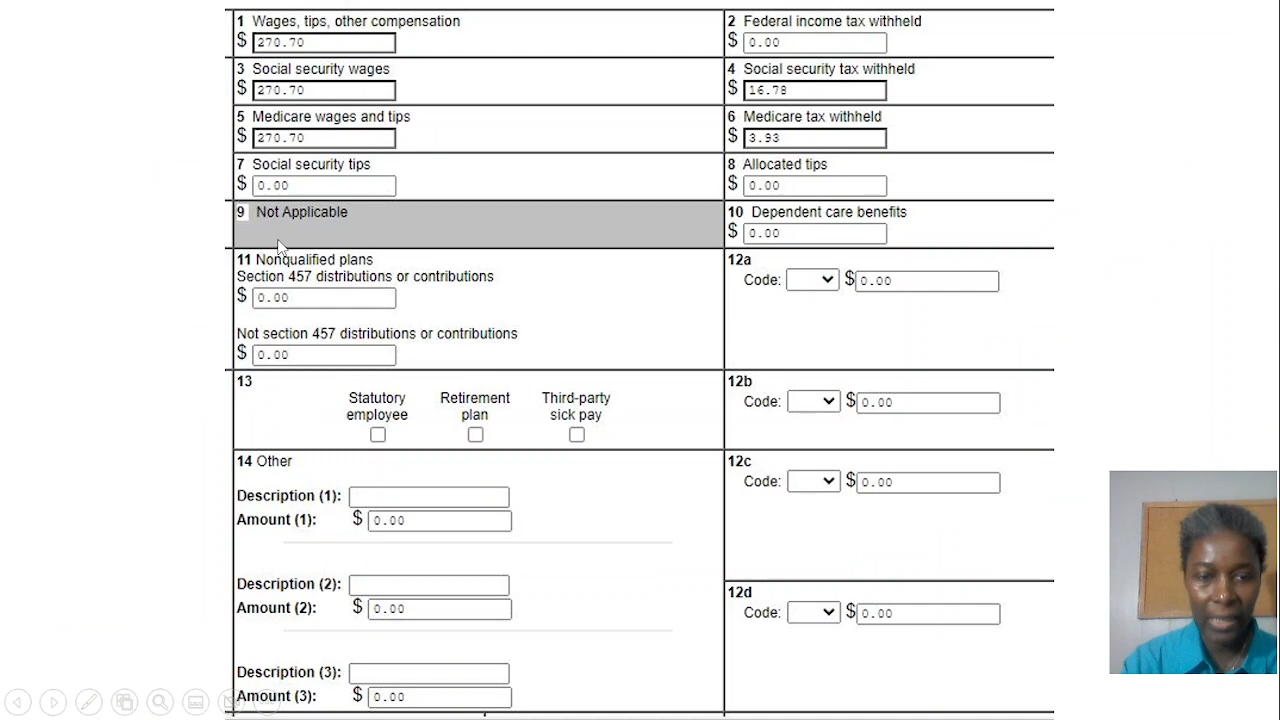 1 Wages, tips, other compensation
$ 270.70
2 Federal income tax withheld
$ 0.00
3 Social security wages
$ 270.70
4 Social security tax withheld
$ 16.78
5 Medicare wages and tips
$ 270.70
6 Medicare tax withheld
$ 3.93
7 Social security tips
$ 0.00
8 Allocated tips
$ 0.00
9 Not Applicable
10 Dependent care benefits
$ 0.00
11 Nonqualified plans
Section 457 distributions or contributions
$ 0.00
Not section 457 distributions or contributions
$ 0.00
12a
Code: $ 0.00
13
Statutory employee
Retirement plan
Third-party sick pay
12b
Code: $ 0.00
14 Other
Description (1):
Amount (1): $ 0.00
12c
Code: $ 0.00
Description (2):
Amount (2): $ 0.00
12d
Code: $ 0.00
Description (3):
Amount (3): $ 0.00